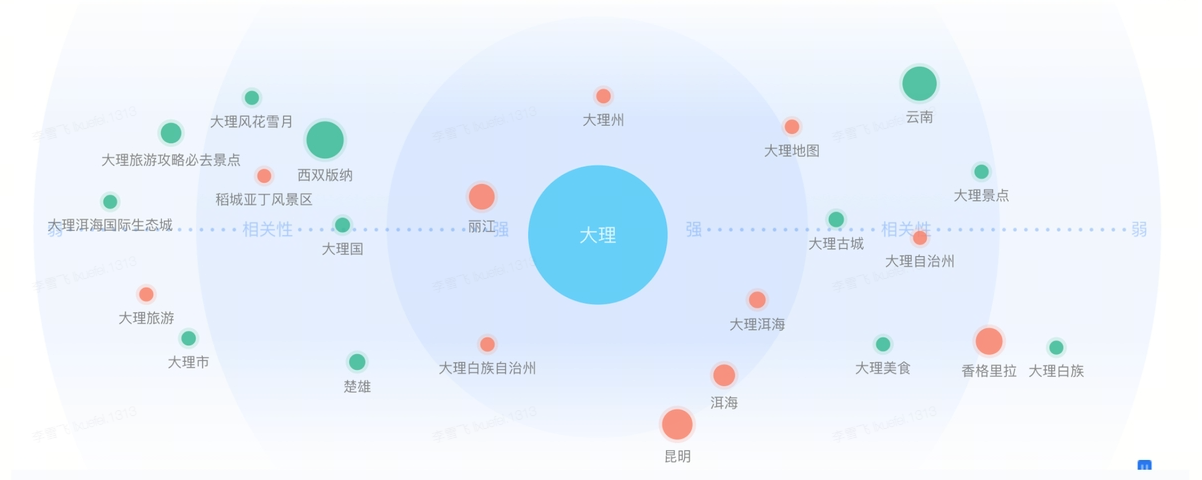 云南
大理风花雪月
大理州
大理地图
大理旅游攻略必去景点
西双版纳
稻城亚丁风景区
大理景点
大理洱海国际生态城
丽江
弱
相关性
强
大理
强
相关性
弱
大理国
大理古城
大理自治州
大理旅游
大理洱海
大理市
大理白族自治州
大理美食
香格里拉
大理白族
楚雄
洱海
昆明